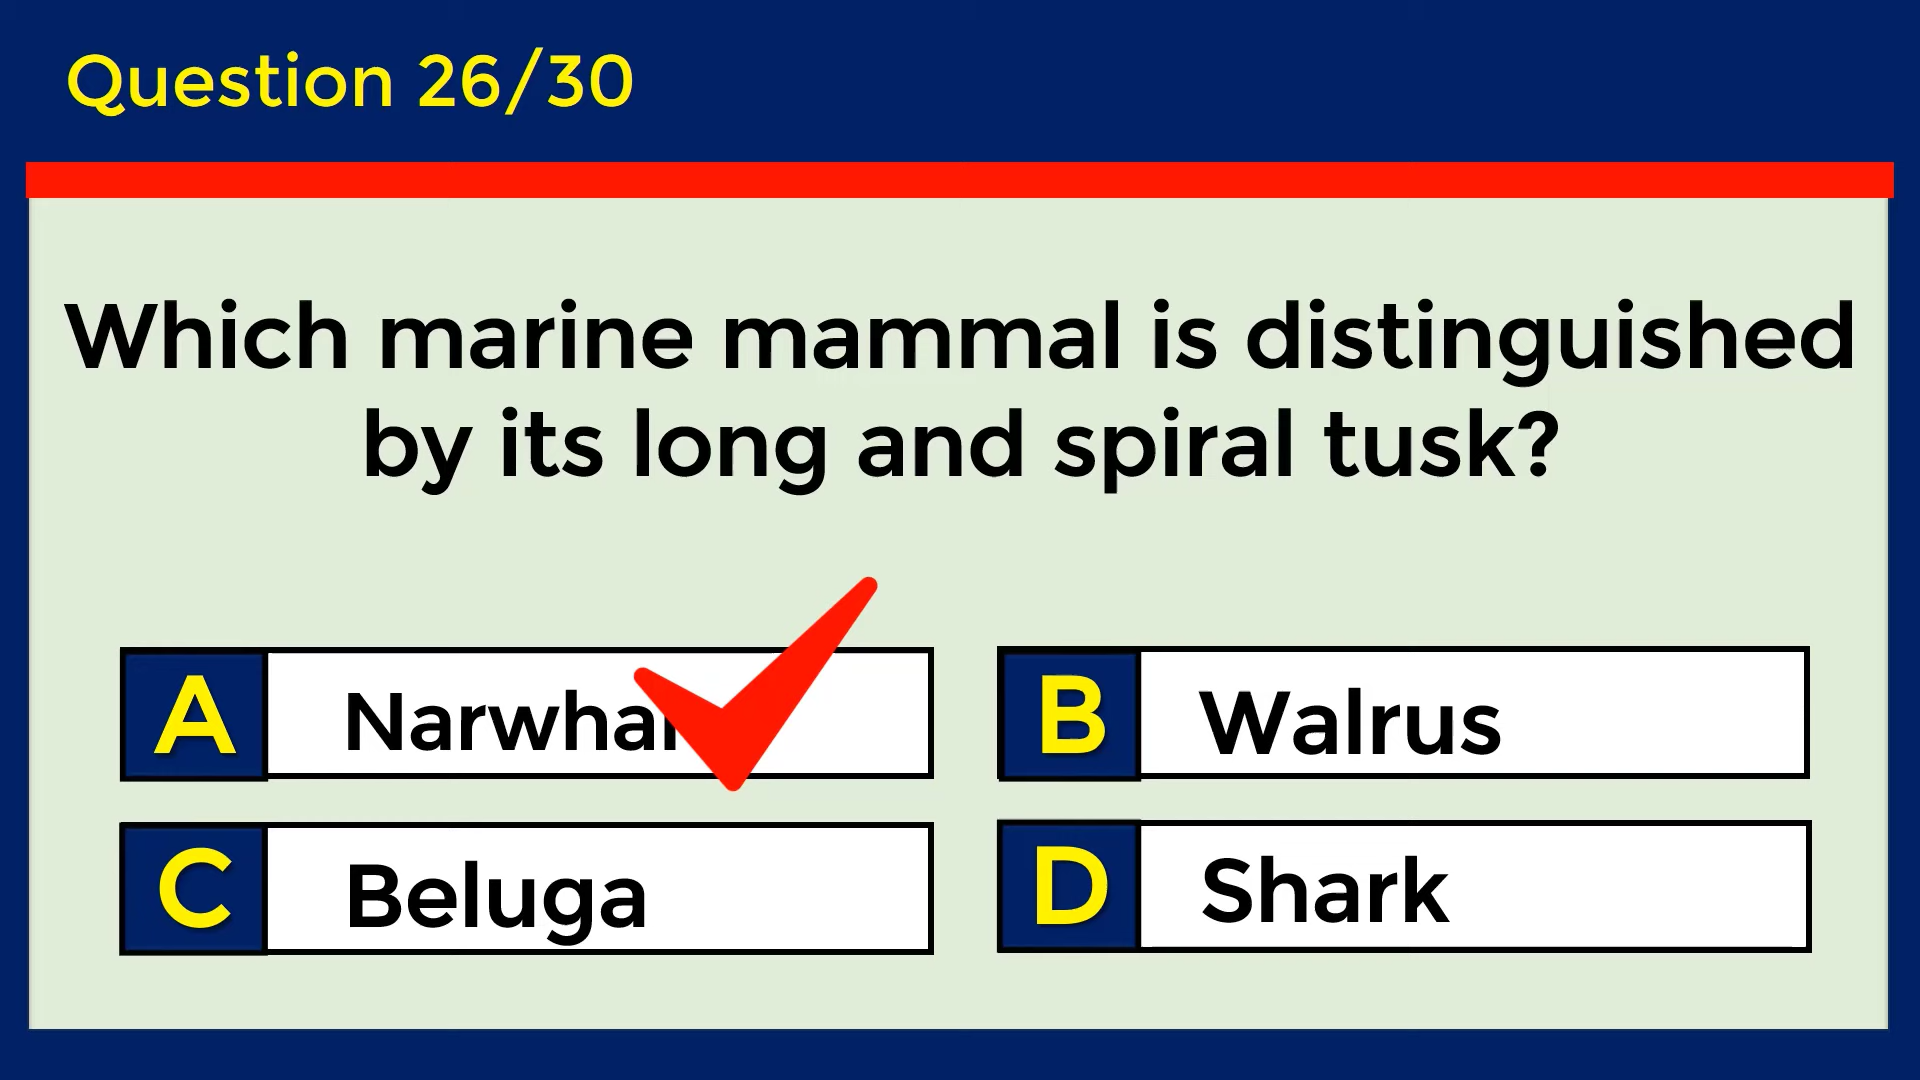 Question 26/30
Which marine mammal is distinguished
by its long and spiral tusk?
A Narwhal
B Walrus
C Beluga
D Shark